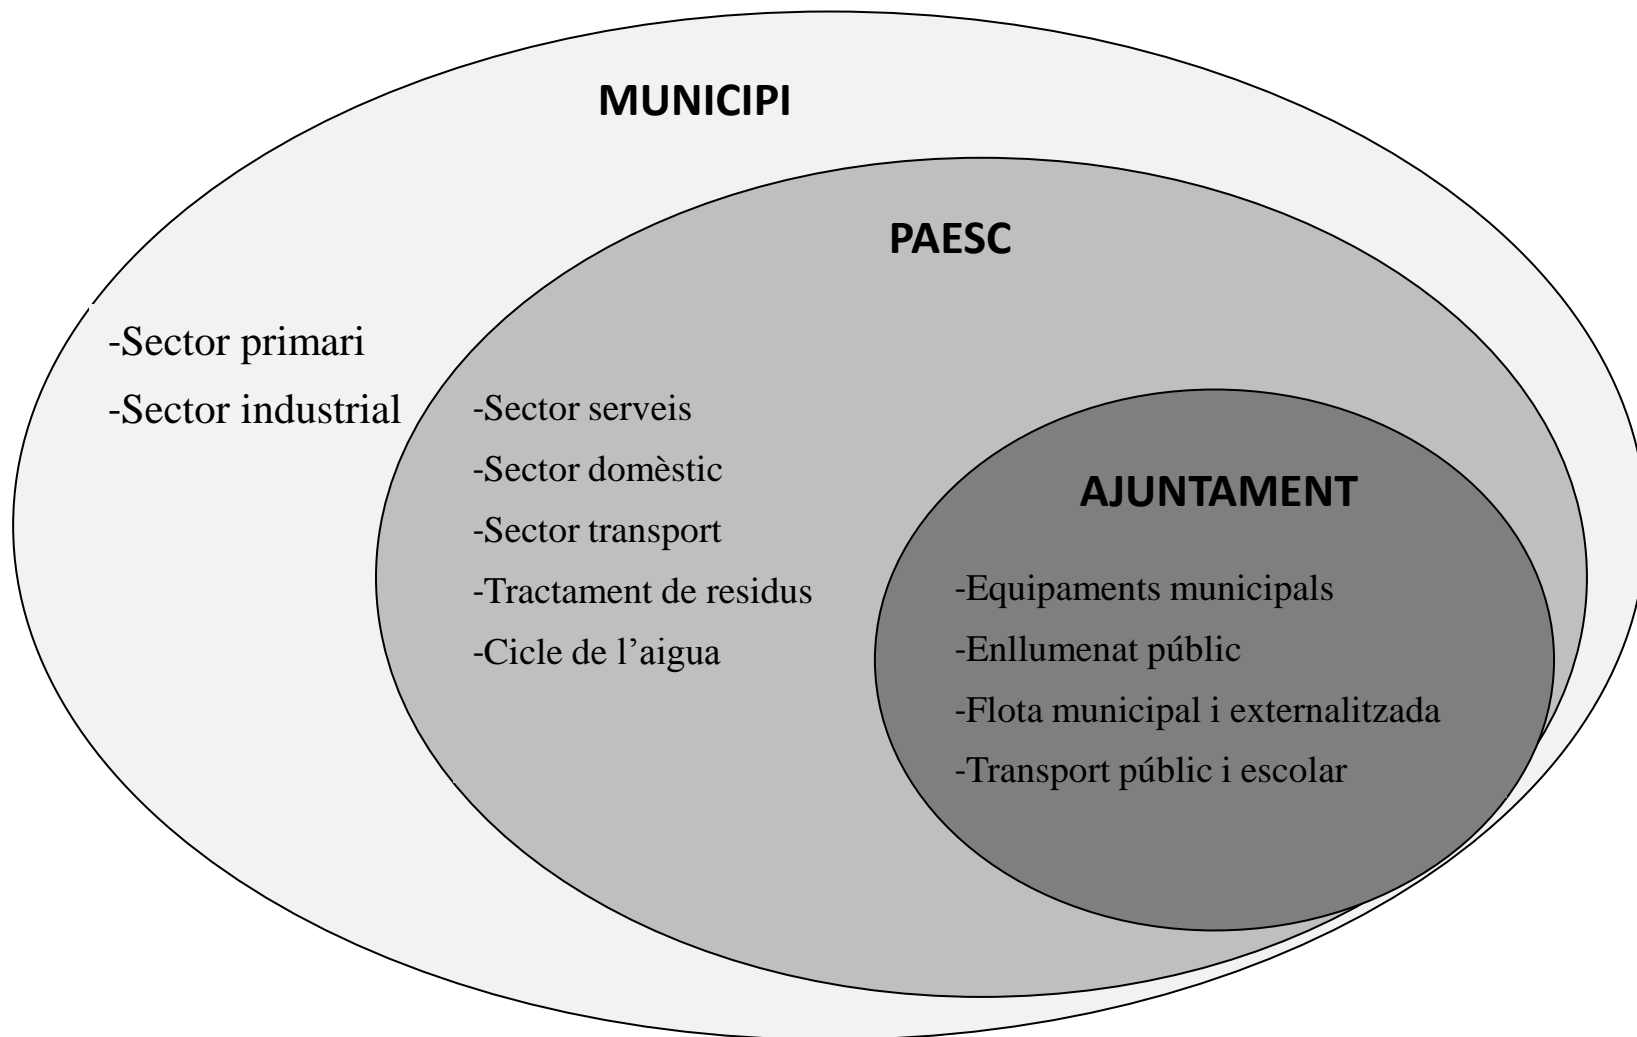 MUNICIPI
-Sector primari
-Sector industrial
PAESC
-Sector serveis
-Sector domèstic
-Sector transport
-Tractament de residus
-Cicle de l’aigua
AJUNTAMENT
-Equipaments municipals
-Enllumenat públic
-Flota municipal i externalitzada
-Transport públic i escolar